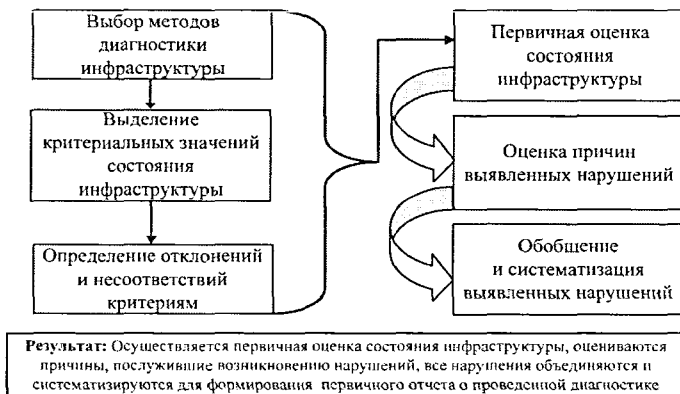 Выбор методов
диагностики
инфраструктуры
Выделение
критериальных значений
состояния
инфраструктуры
Определение отклонений
и несоответствий
критериям
Первичная оценка
состояния
инфраструктуры
Оценка причин
выявленных нарушений
Обобщение
и систематизация
выявленных нарушений
Результат: Осуществляется первичная оценка состояния инфраструктуры, оцениваются
причины, послужившие возникновению нарушений, все нарушения объединяются и
систематизируются для формирования первичного отчета о проведенной диагностике